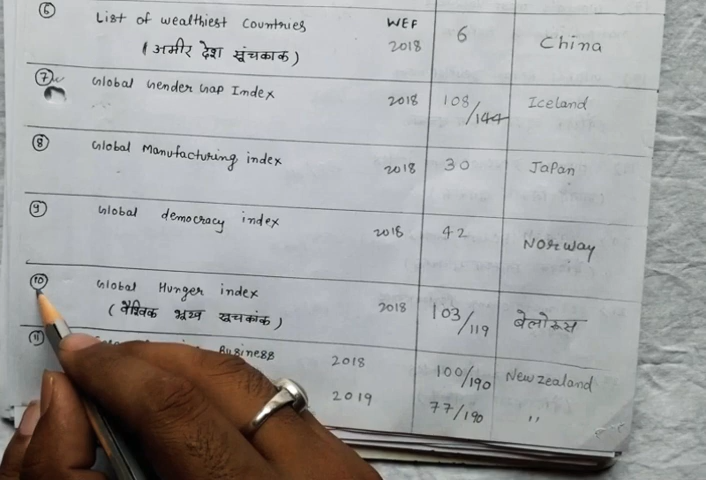 6 List of wealthiest Countries WEF 2018 6 China
(अमीर देश सूंचकाक)
7 Global Gender Gap Index 2018 108/144 Iceland
8 Global Manufacturing index 2018 30 Japan
9 Global democracy index 2018 42 Norway
10 Global Hunger index 2018 103/119 बेलोरूस
(वैश्विक भूख सूचकांक)
11 Business 2018 100/190 New zealand
2019 77/190 "